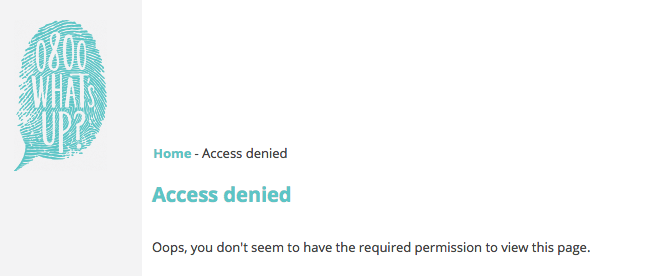 0800
WHAT's
UP?
Home - Access denied
Access denied
Oops, you don't seem to have the required permission to view this page.